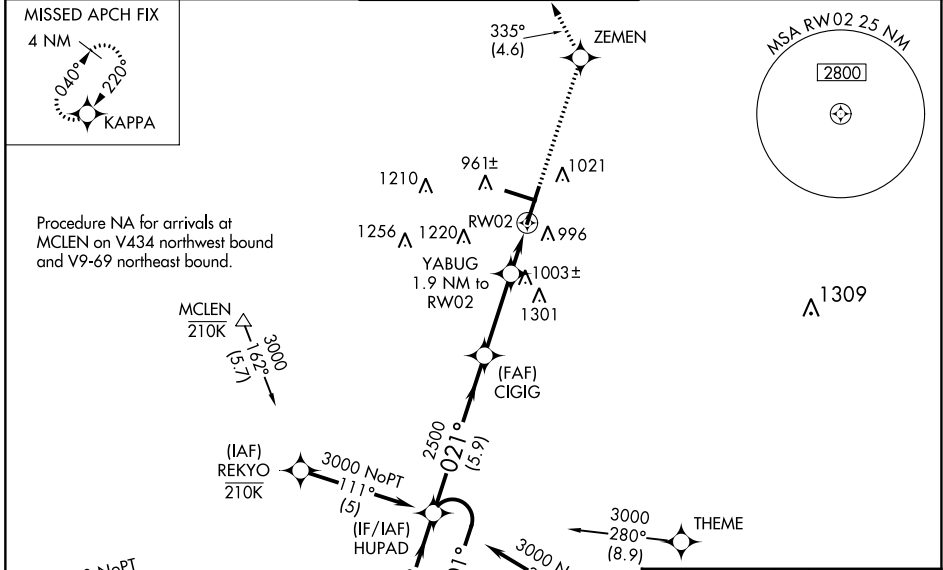 MISSED APCH FIX
4 NM
040°
220°
KAPPA
335°
(4.6)
ZEMEN
MSA RW02 25 NM
2800
1210
961±
1021
Procedure NA for arrivals at
MCLEN on V434 northwest bound
and V9-69 northeast bound.
1256
1220
RW02
996
YABUG
1.9 NM to
RW02
1003±
1301
1309
MCLEN
210K
3000
162°
(5.7)
(FAF)
CIGIG
2500
021°
(5.9)
(IAF)
REKYO
210K
3000 NoPT
111°
(5)
(IF/IAF)
HUPAD
3000
280°
(8.9)
THEME
NoPT
3000